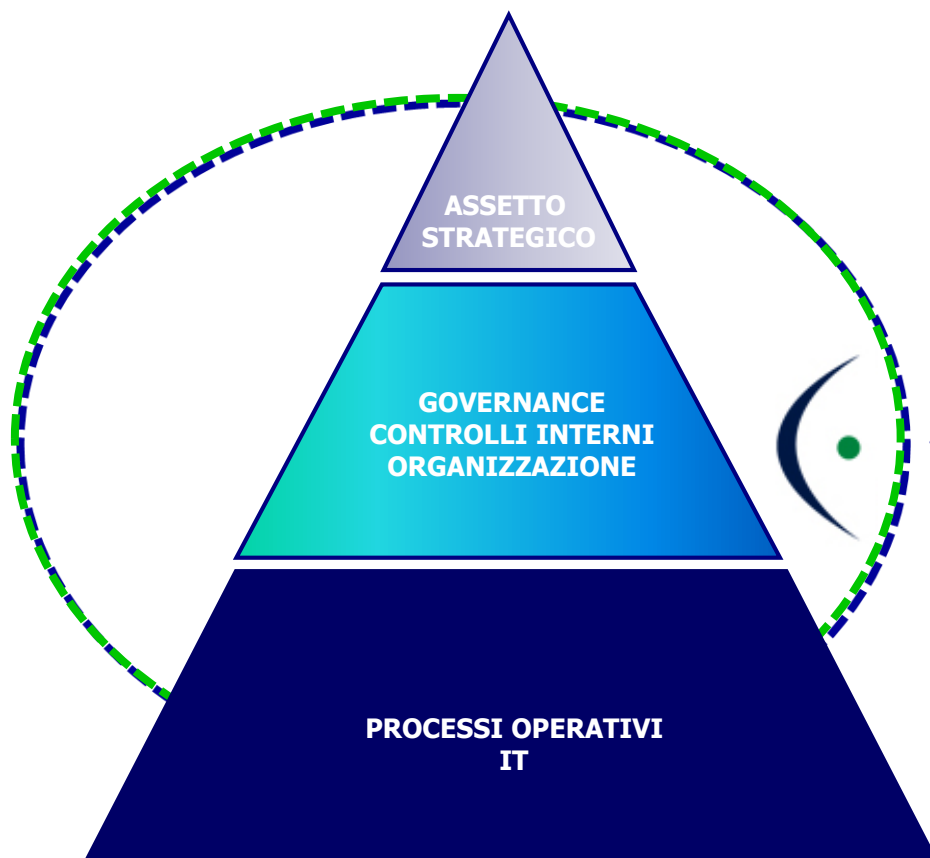 ASSETTO
STRATEGICO
GOVERNANCE
CONTROLLI INTERNI
ORGANIZZAZIONE
PROCESSI OPERATIVI
IT